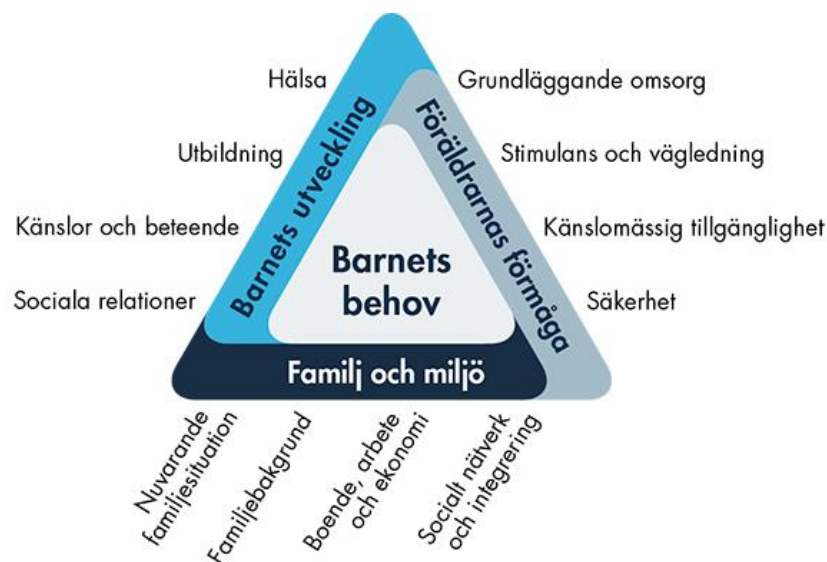 Hälsa
Utbildning
Känslor och beteende
Sociala relationer
Barnets utveckling
Grundläggande omsorg
Stimulans och vägledning
Känslomässig tillgänglighet
Säkerhet
Föräldrarnas förmåga
Barnets
behov
Familj och miljö
Nuvarande
familjesituation
Familjebakgrund
Boende, arbete
och ekonomi
Socialt nätverk
och integrering